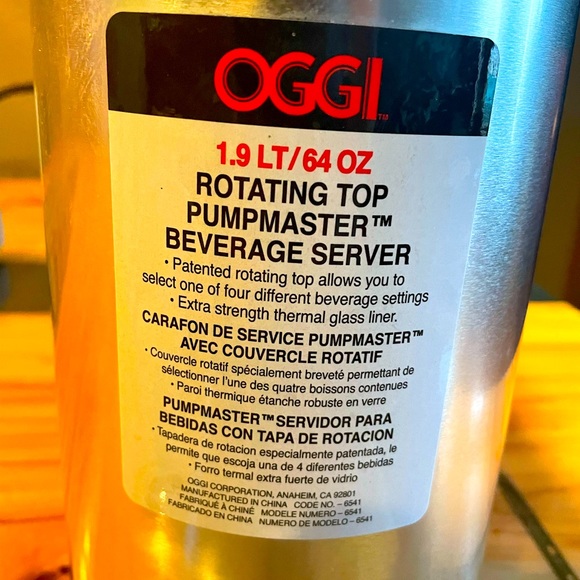 OGGI™
1.9 LT/64 OZ
ROTATING TOP
PUMPMASTER™
BEVERAGE SERVER
• Patented rotating top allows you to
select one of four different beverage settings
• Extra strength thermal glass liner.
CARAFON DE SERVICE PUMPMASTER™
AVEC COUVERCLE ROTATIF
• Couvercle rotatif spécialement breveté permettant de
sélectionner l'une des quatre boissons contenues
• Paroi thermique étanche robuste en verre
PUMPMASTER™ SERVIDOR PARA
BEBIDAS CON TAPA DE ROTACION
• Tapadera de rotacion especialmente patentada, le
permite que escoja una de 4 diferentes bebidas
• Forro termal extra fuerte de vidrio
OGGI CORPORATION, ANAHEIM, CA 92801
MANUFACTURED IN CHINA CODE NO. – 6541
FABRIQUÉ À CHINE MODELE NUMERO – 6541
FABRICADO EN CHINA NUMERO DE MODELO – 6541